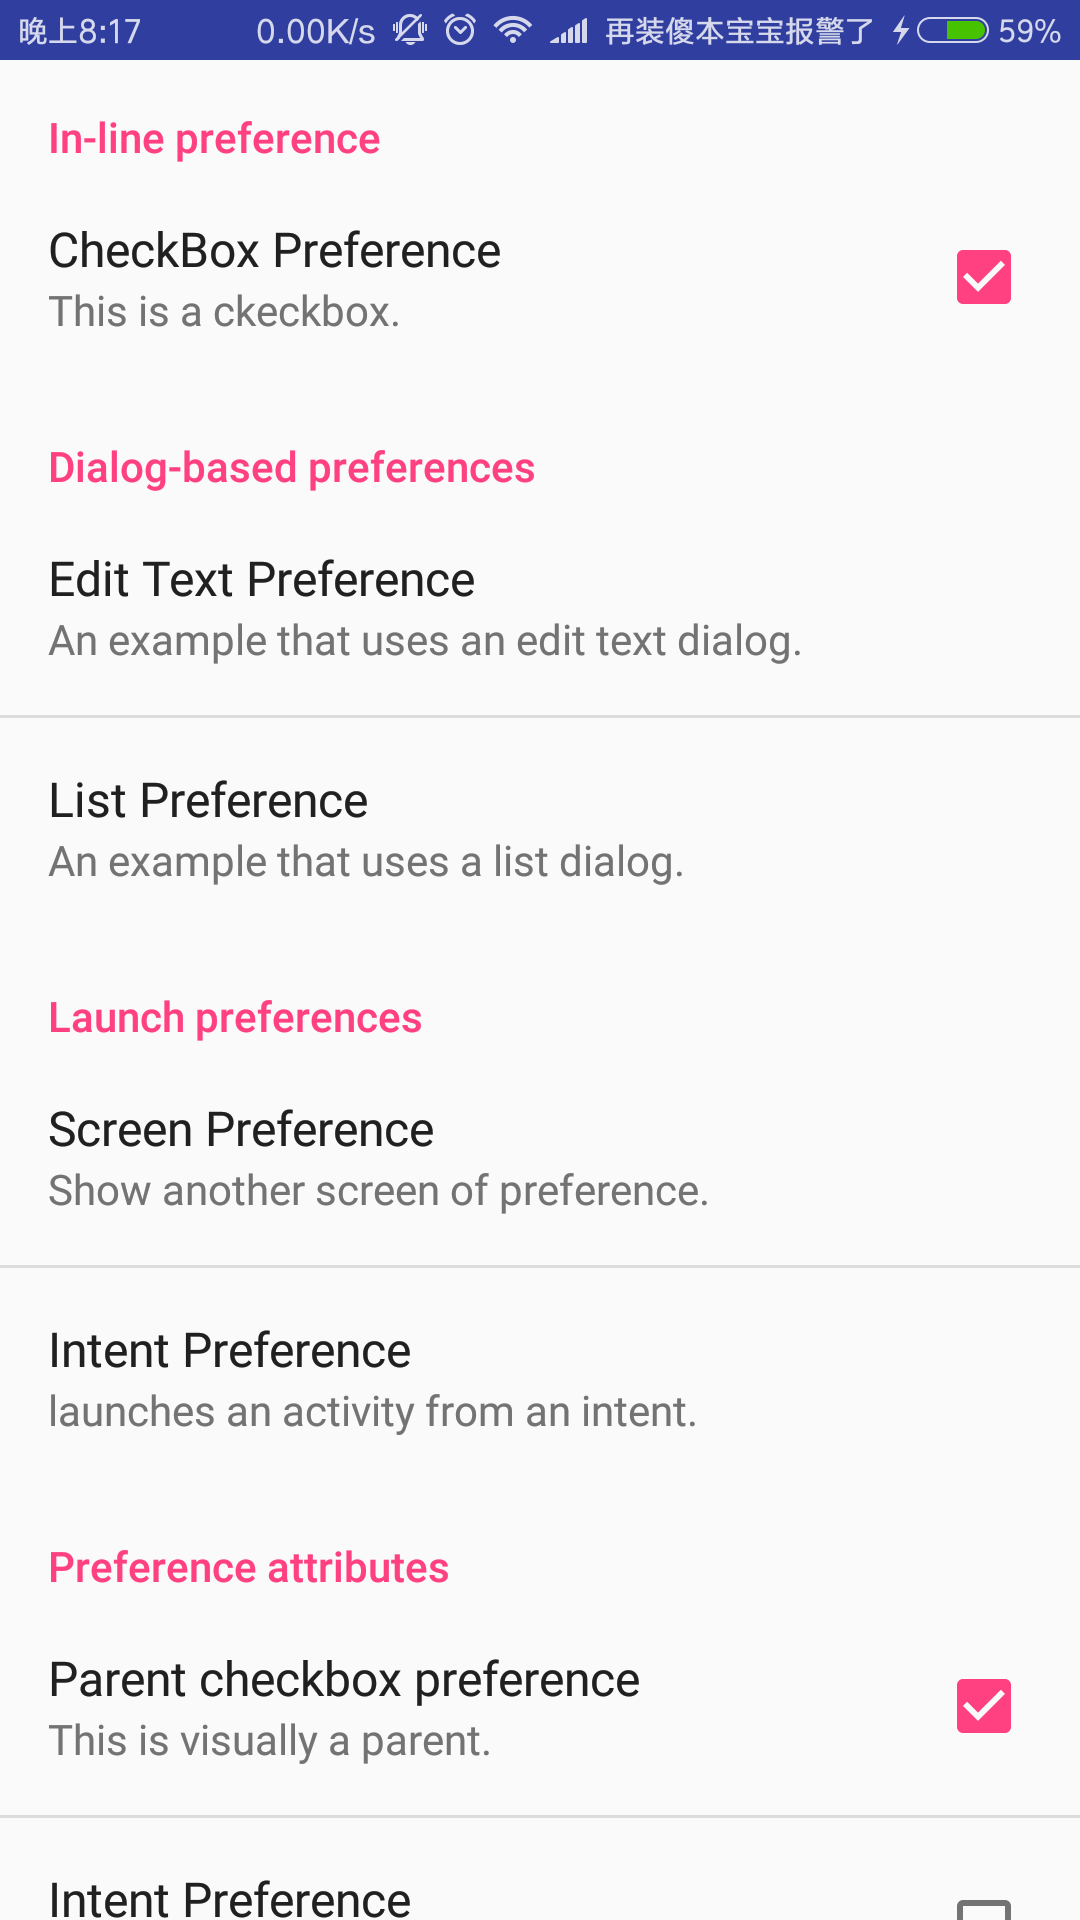 晚上8:17 0.00K/s 再装傻本宝宝报警了 59%
In-line preference
CheckBox Preference
This is a ckeckbox.
Dialog-based preferences
Edit Text Preference
An example that uses an edit text dialog.
List Preference
An example that uses a list dialog.
Launch preferences
Screen Preference
Show another screen of preference.
Intent Preference
launches an activity from an intent.
Preference attributes
Parent checkbox preference
This is visually a parent.
Intent Preference